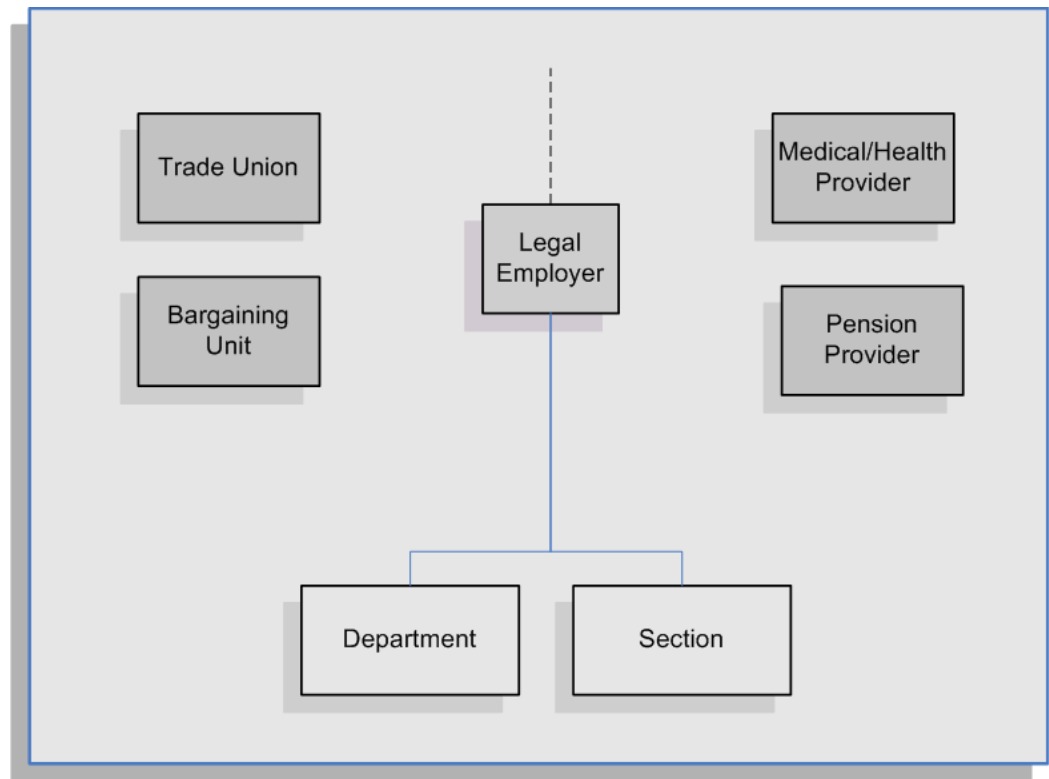 Trade Union
Medical/Health
Provider
Legal
Employer
Bargaining
Unit
Pension
Provider
Department
Section